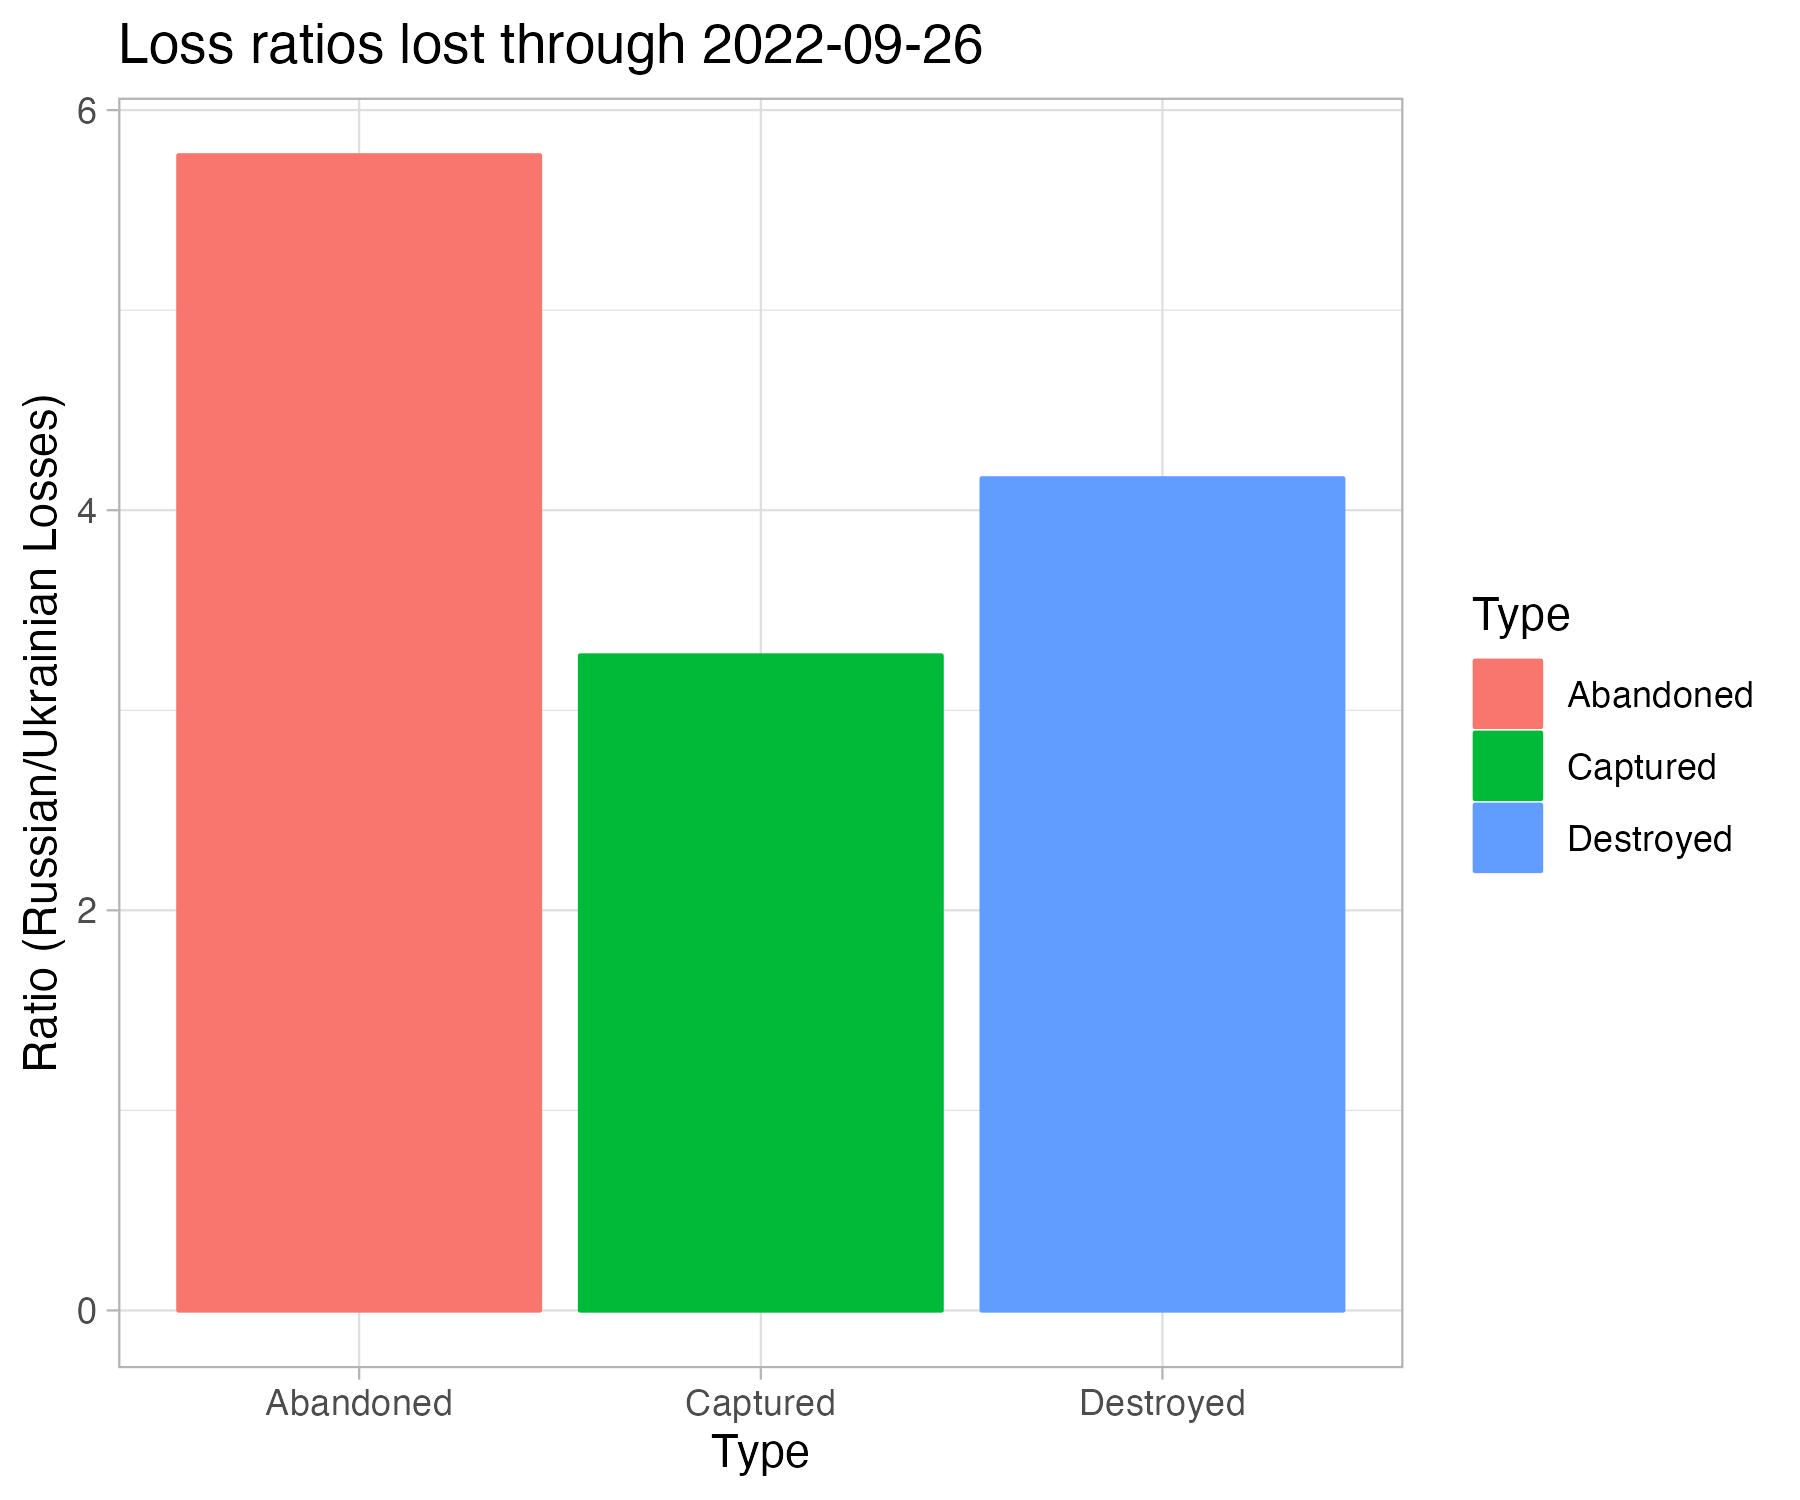 Loss ratios lost through 2022-09-26
Ratio (Russian/Ukrainian Losses)
6
4
2
0
Abandoned
Captured
Destroyed
Type
Type
Abandoned
Captured
Destroyed